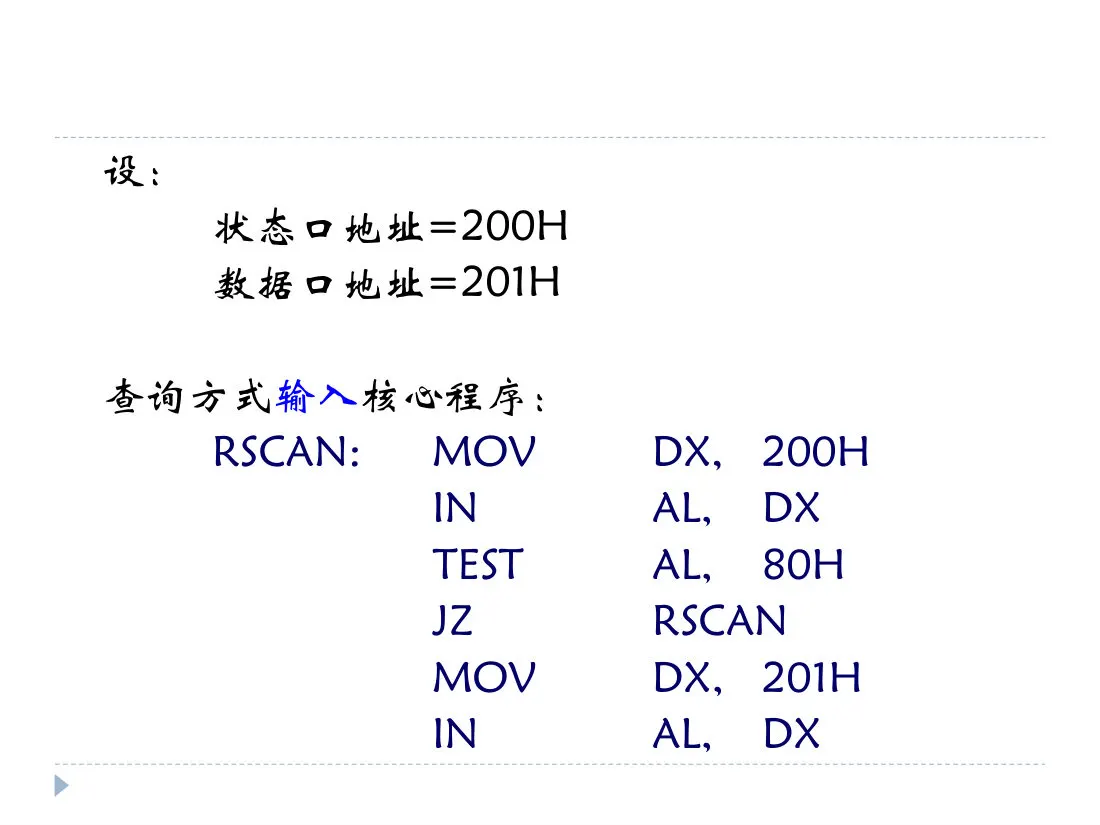 设：
状态口地址=200H
数据口地址=201H
查询方式输入核心程序：
RSCAN: MOV DX, 200H
IN AL, DX
TEST AL, 80H
JZ RSCAN
MOV DX, 201H
IN AL, DX